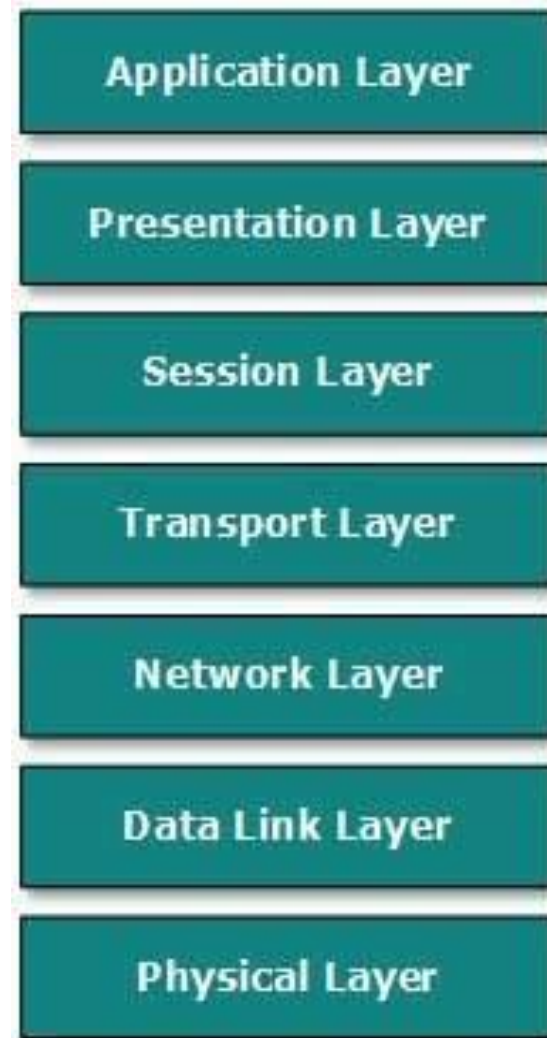 Application Layer
Presentation Layer
Session Layer
Transport Layer
Network Layer
Data Link Layer
Physical Layer